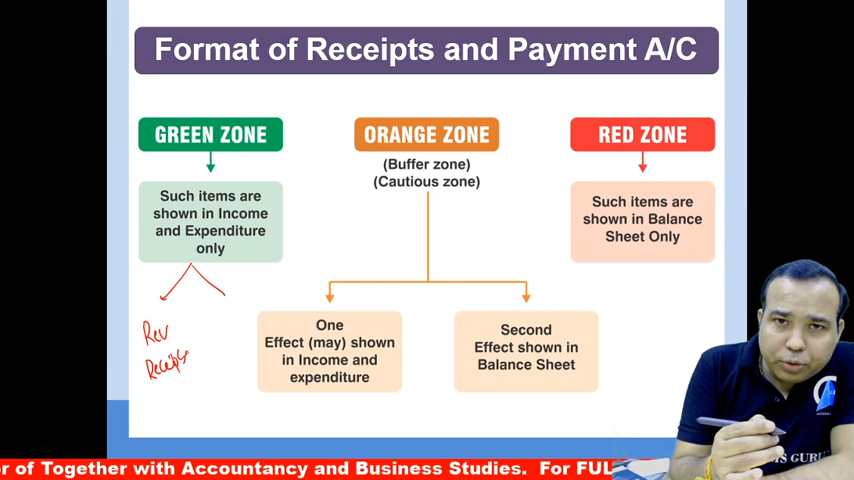 Format of Receipts and Payment A/C
GREEN ZONE
Such items are
shown in Income
and Expenditure
only
Rev
Receipts
ORANGE ZONE
(Buffer zone)
(Cautious zone)
One
Effect (may) shown
in Income and
expenditure
Second
Effect shown in
Balance Sheet
RED ZONE
Such items are
shown in Balance
Sheet Only
or of Together with Accountancy and Business Studies. For FUL